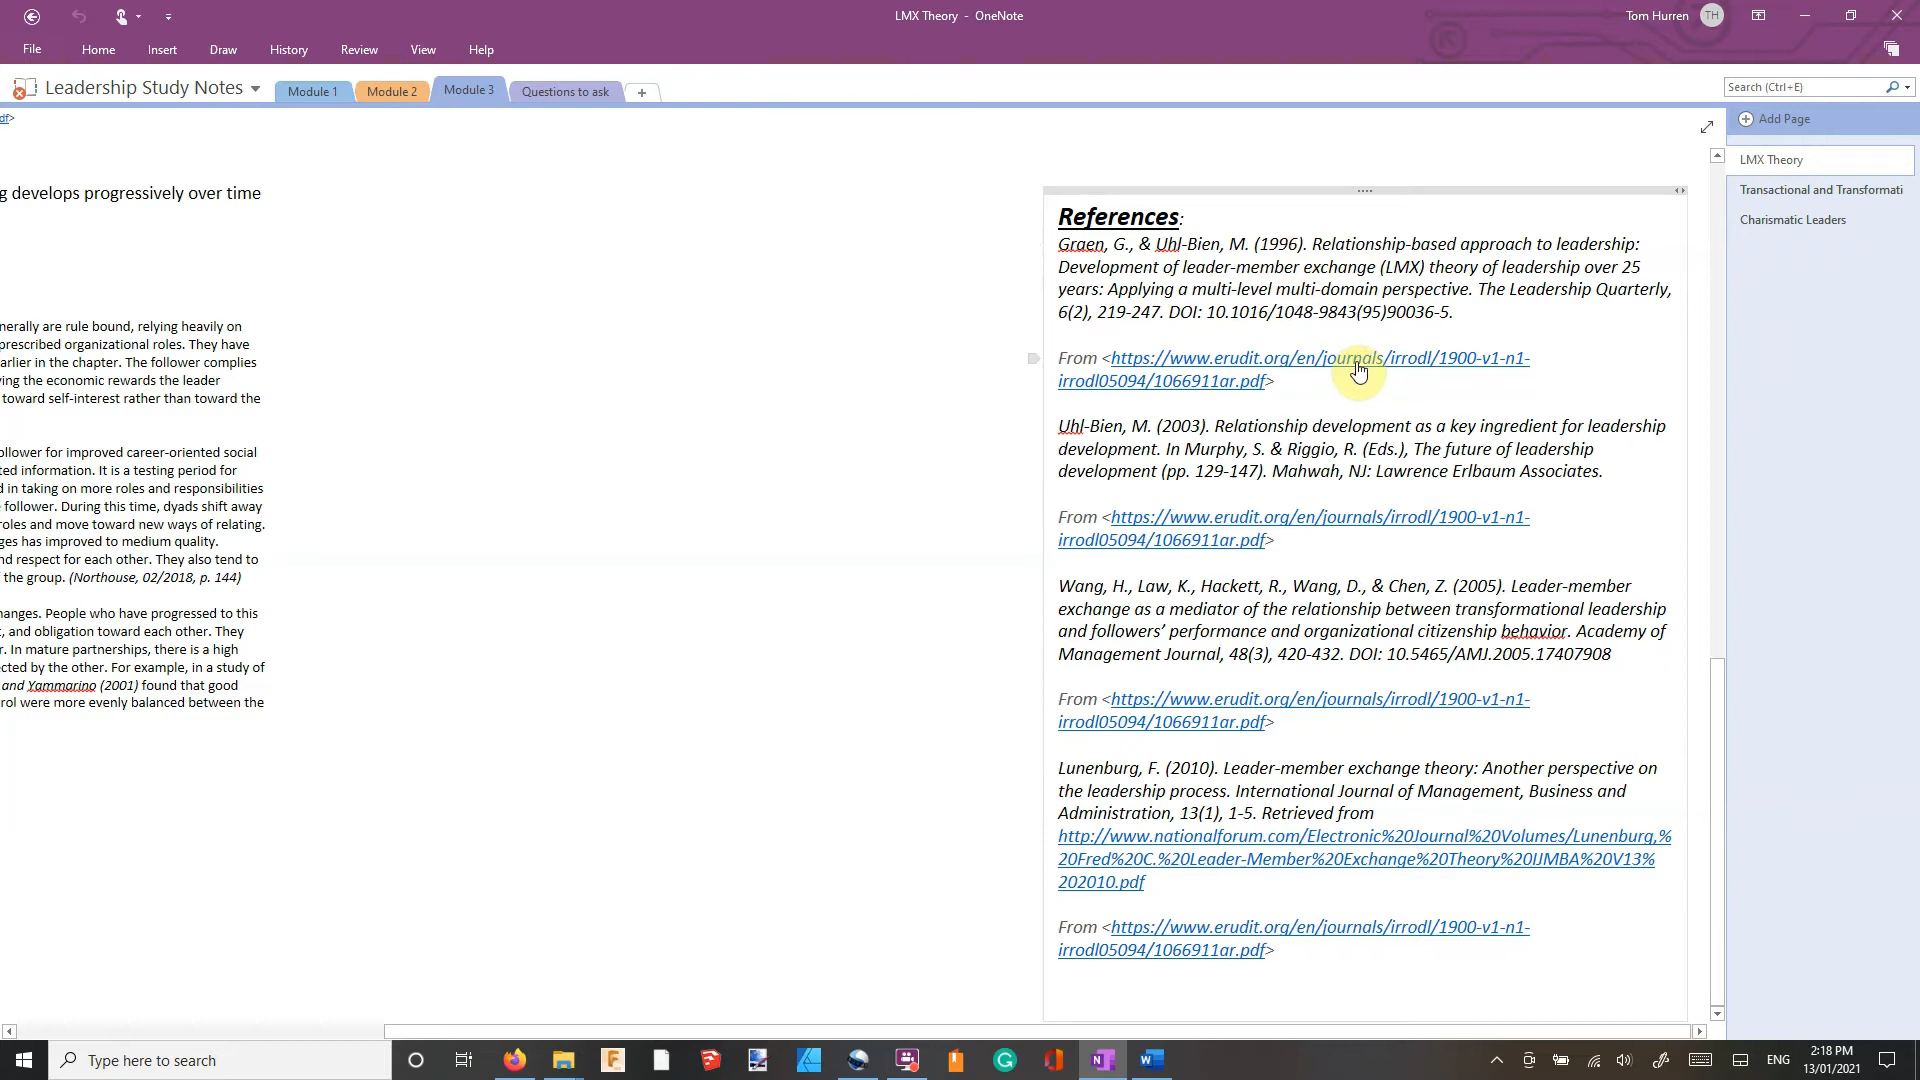 LMX Theory - OneNote
Tom Hurren
TH
File
Home
Insert
Draw
History
Review
View
Help
Leadership Study Notes
Module 1
Module 2
Module 3
Questions to ask
+
Search (Ctrl+E)
df>
Add Page
LMX Theory
Transactional and Transformati
Charismatic Leaders
g develops progressively over time
nerally are rule bound, relying heavily on
prescribed organizational roles. They have
arlier in the chapter. The follower complies
ving the economic rewards the leader
toward self-interest rather than toward the
ollower for improved career-oriented social
ted information. It is a testing period for
d in taking on more roles and responsibilities
follower. During this time, dyads shift away
roles and move toward new ways of relating.
ges has improved to medium quality.
nd respect for each other. They also tend to
the group. (Northouse, 02/2018, p. 144)
hanges. People who have progressed to this
t, and obligation toward each other. They
r. In mature partnerships, there is a high
ected by the other. For example, in a study of
and Yammarino (2001) found that good
rol were more evenly balanced between the
References:
Graen, G., & Uhl-Bien, M. (1996). Relationship-based approach to leadership:
Development of leader-member exchange (LMX) theory of leadership over 25
years: Applying a multi-level multi-domain perspective. The Leadership Quarterly,
6(2), 219-247. DOI: 10.1016/1048-9843(95)90036-5.
From <https://www.erudit.org/en/journals/irrodl/1900-v1-n1-
irrodl05094/1066911ar.pdf>
Uhl-Bien, M. (2003). Relationship development as a key ingredient for leadership
development. In Murphy, S. & Riggio, R. (Eds.), The future of leadership
development (pp. 129-147). Mahwah, NJ: Lawrence Erlbaum Associates.
From <https://www.erudit.org/en/journals/irrodl/1900-v1-n1-
irrodl05094/1066911ar.pdf>
Wang, H., Law, K., Hackett, R., Wang, D., & Chen, Z. (2005). Leader-member
exchange as a mediator of the relationship between transformational leadership
and followers’ performance and organizational citizenship behavior. Academy of
Management Journal, 48(3), 420-432. DOI: 10.5465/AMJ.2005.17407908
From <https://www.erudit.org/en/journals/irrodl/1900-v1-n1-
irrodl05094/1066911ar.pdf>
Lunenburg, F. (2010). Leader-member exchange theory: Another perspective on
the leadership process. International Journal of Management, Business and
Administration, 13(1), 1-5. Retrieved from
http://www.nationalforum.com/Electronic%20Journal%20Volumes/Lunenburg,%
20Fred%20C.%20Leader-Member%20Exchange%20Theory%20IJMBA%20V13%
202010.pdf
From <https://www.erudit.org/en/journals/irrodl/1900-v1-n1-
irrodl05094/1066911ar.pdf>
Type here to search
ENG
2:18 PM
13/01/2021